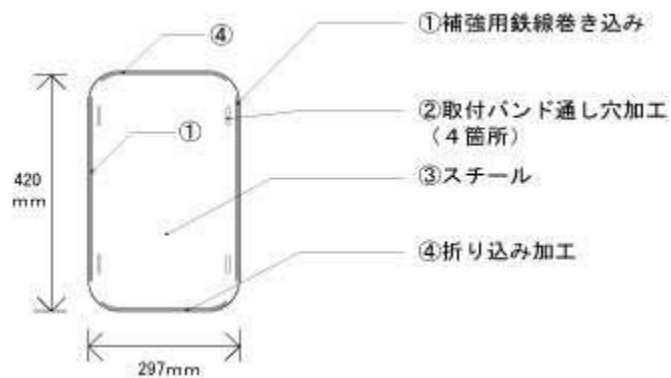 ④
①補強用鉄線巻き込み
②取付バンド通し穴加工
（４箇所）
①
420
mm
③スチール
④折り込み加工
297mm